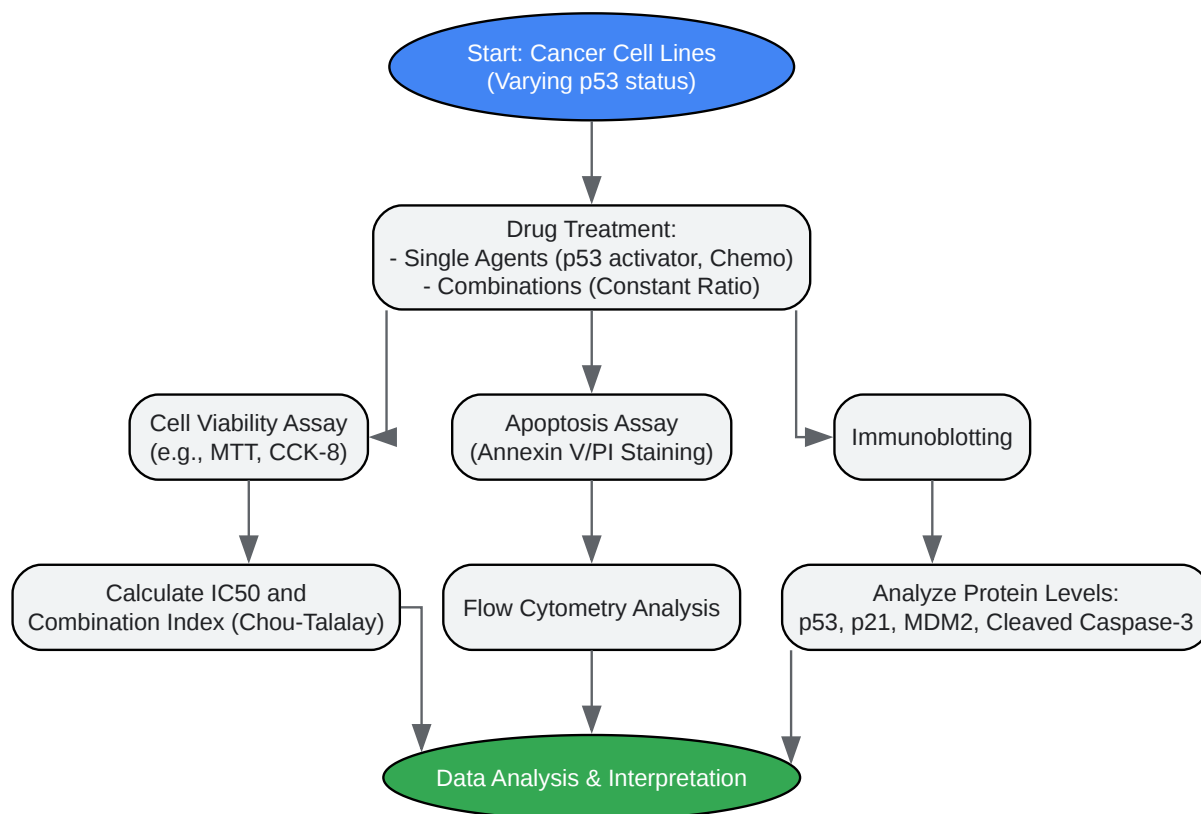 Start: Cancer Cell Lines
(Varying p53 status)
Drug Treatment:
- Single Agents (p53 activator, Chemo)
- Combinations (Constant Ratio)
Cell Viability Assay
(e.g., MTT, CCK-8)
Apoptosis Assay
(Annexin V/PI Staining)
Immunoblotting
Calculate IC50 and
Combination Index (Chou-Talalay)
Flow Cytometry Analysis
Analyze Protein Levels:
p53, p21, MDM2, Cleaved Caspase-3
Data Analysis & Interpretation